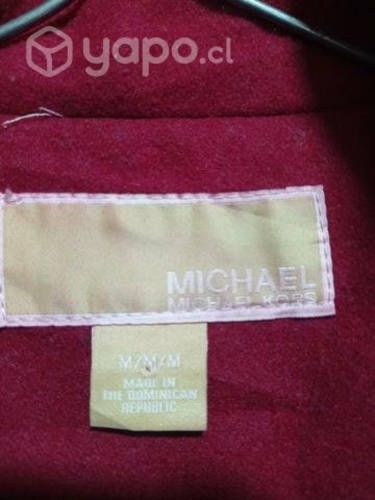 yapo.cl
MICHAEL
MICHAEL KORS
M/M/M
MADE IN
THE DOMINICAN
REPUBLIC